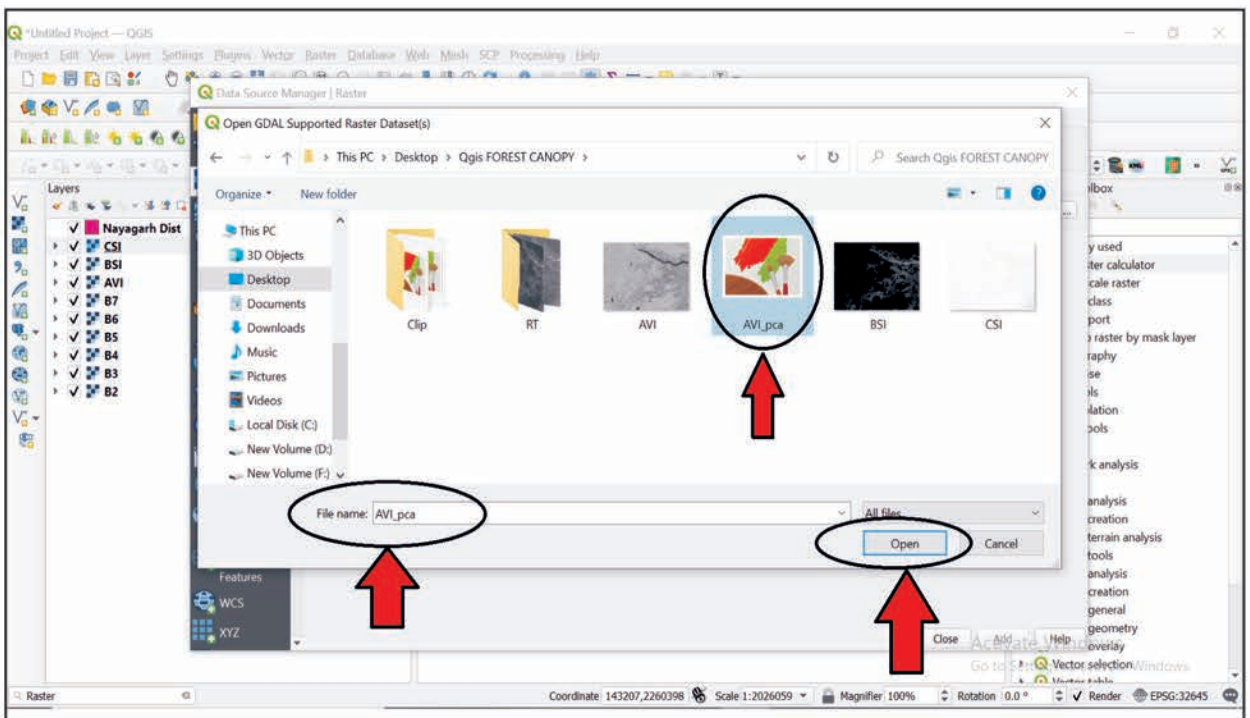 *Untitled Project — QGIS
Project Edit View Layer Settings Plugins Vector Raster Database Web Mesh SCP Processing Help
Data Source Manager | Raster
Open GDAL Supported Raster Dataset(s)
This PC > Desktop > Qgis FOREST CANOPY >
Search Qgis FOREST CANOPY
Organize
New folder
Layers
Nayagarh Dist
CSI
BSI
AVI
B7
B6
B5
B4
B3
B2
This PC
3D Objects
Desktop
Documents
Downloads
Music
Pictures
Videos
Local Disk (C:)
New Volume (D:)
New Volume (F:)
Clip
RT
AVI
AVI_pca
BSI
CSI
File name: AVI_pca
All files
Open
Cancel
Features
WCS
XYZ
Close
Add
Help
lbox
y used
ter calculator
cale raster
class
port
raster by mask layer
raphy
se
ls
lation
ools
k analysis
analysis
creation
terrain analysis
tools
analysis
creation
general
geometry
overlay
Vector selection
Vector table
Activate Windows
Raster
Coordinate 143207,2260398
Scale 1:2026059
Magnifier 100%
Rotation 0.0 °
Render
EPSG:32645